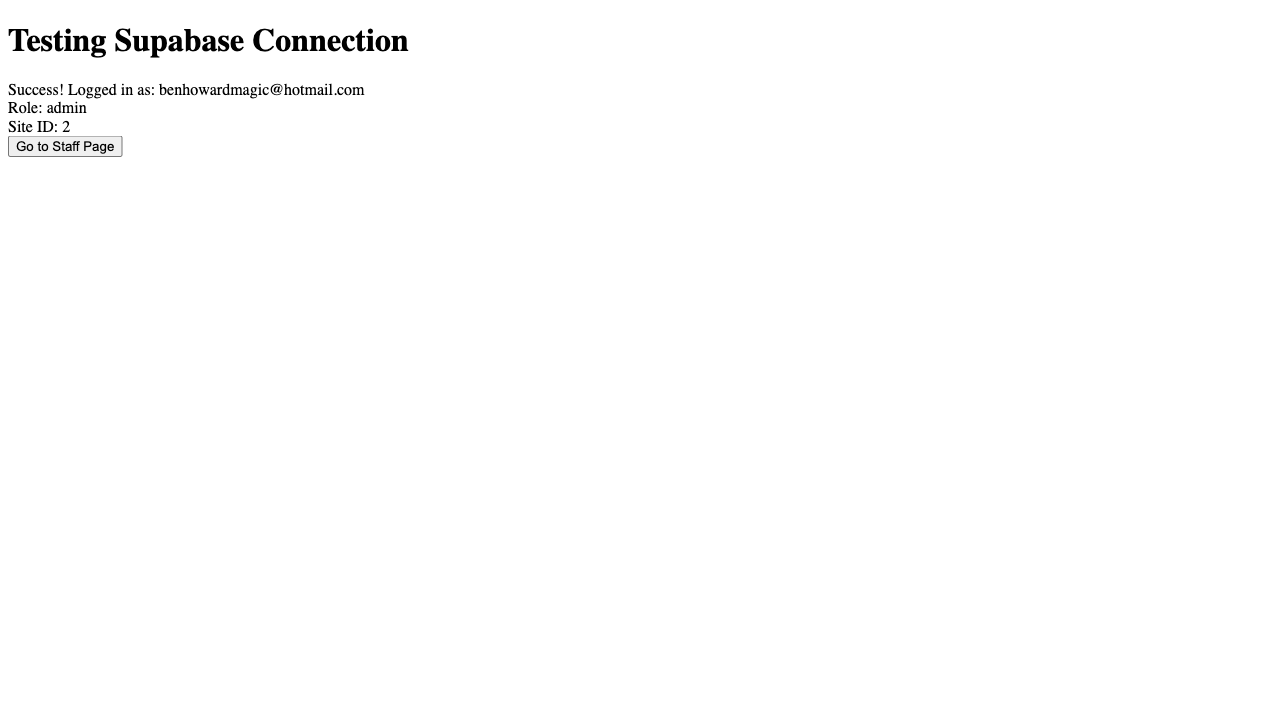 Testing Supabase Connection
Success! Logged in as: benhowardmagic@hotmail.com
Role: admin
Site ID: 2
Go to Staff Page